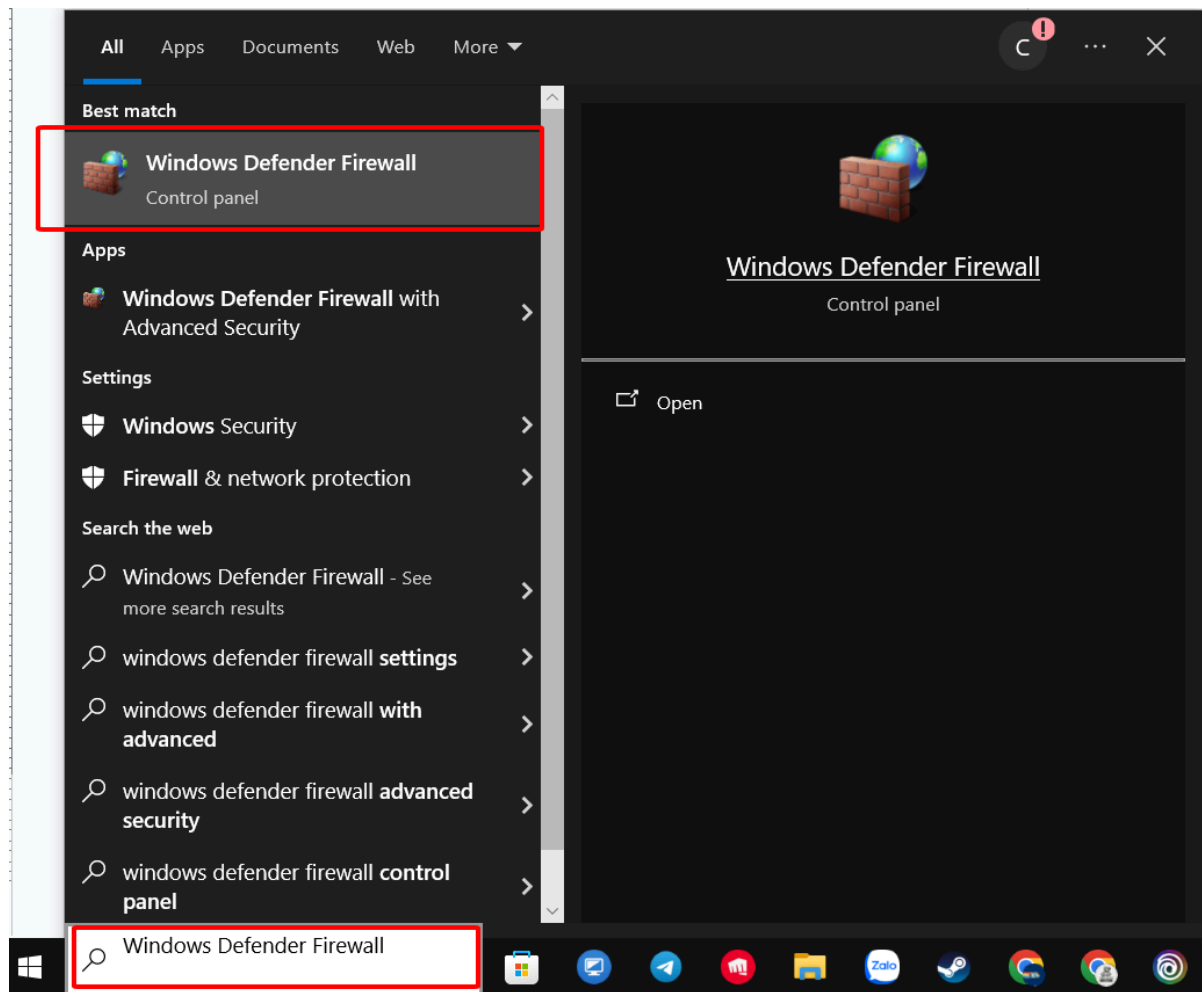 All Apps Documents Web More
C
!
Best match
Windows Defender Firewall
Control panel
Apps
Windows Defender Firewall with
Advanced Security
Settings
Windows Security
Firewall & network protection
Search the web
Windows Defender Firewall - See
more search results
windows defender firewall settings
windows defender firewall with
advanced
windows defender firewall advanced
security
windows defender firewall control
panel
Windows Defender Firewall
Control panel
Open
Windows Defender Firewall
Zalo